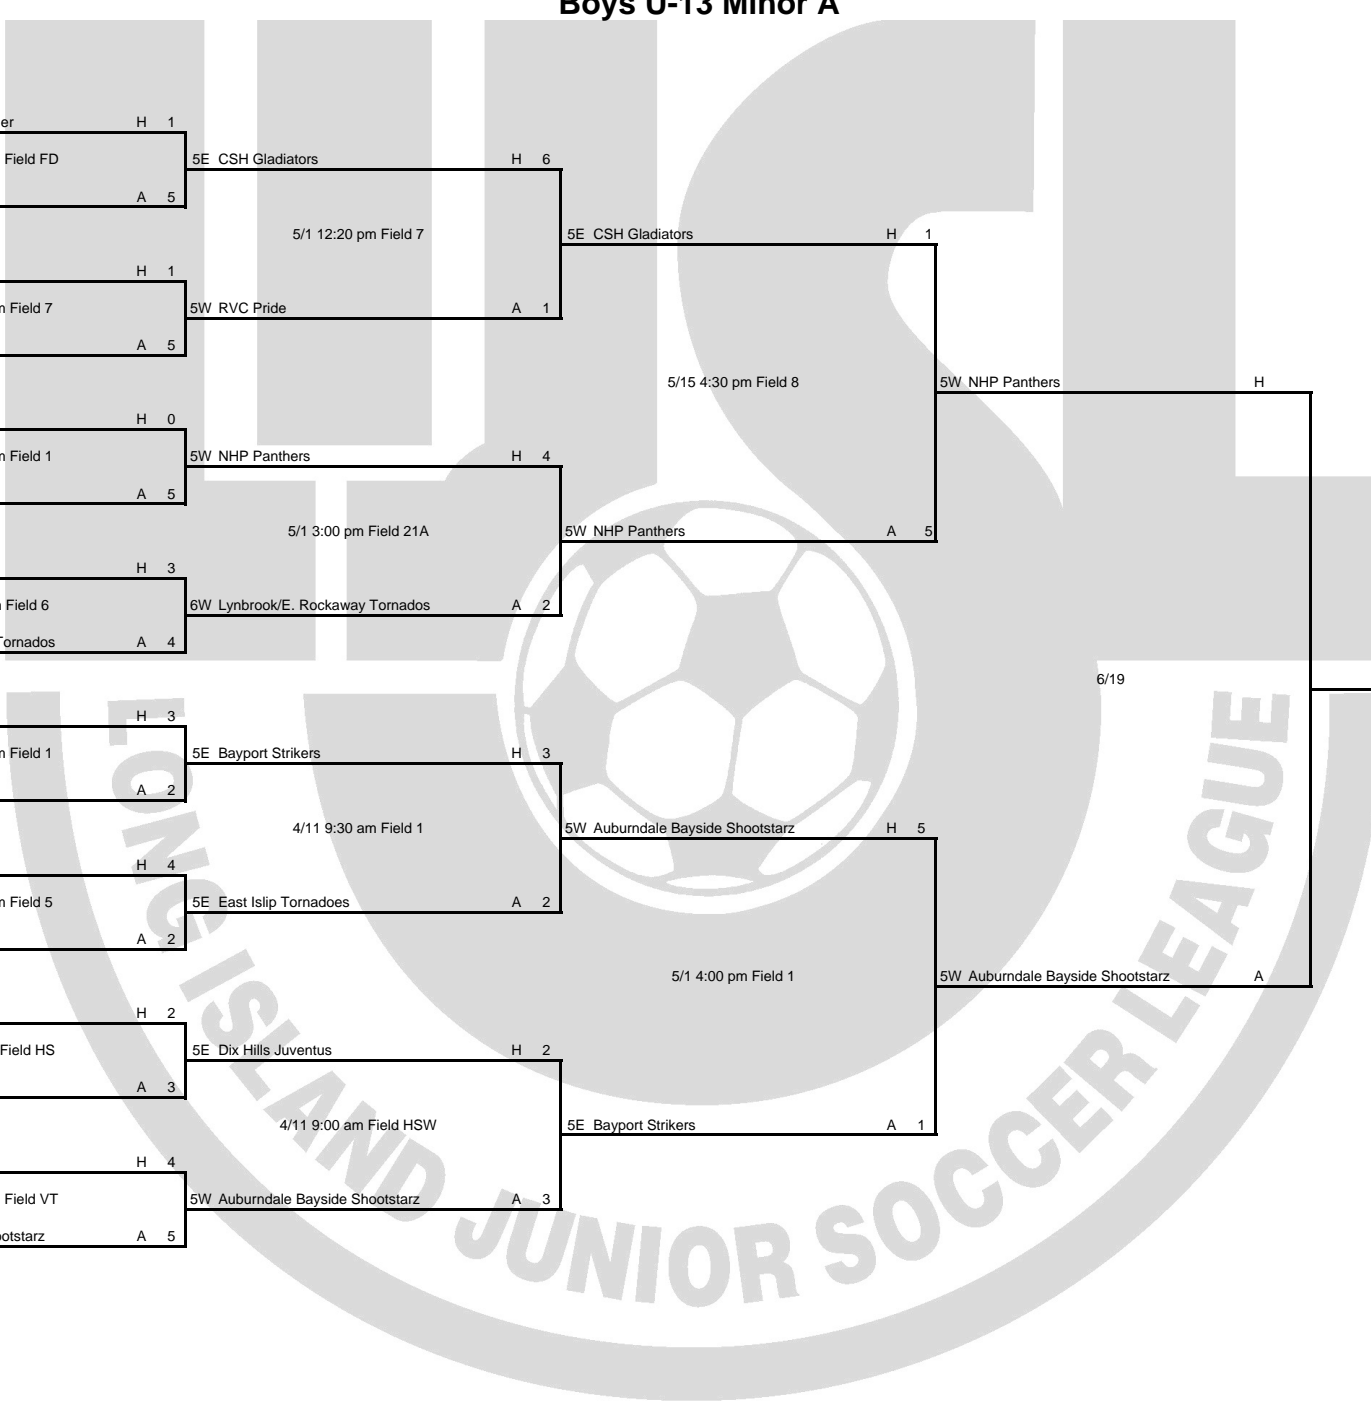 Boys U-13 Minor A
er H 1
Field FD
5E CSH Gladiators H 6
A 5
5/1 12:20 pm Field 7
5E CSH Gladiators H 1
H 1
Field 7
5W RVC Pride A 1
A 5
5/15 4:30 pm Field 8
5W NHP Panthers H
H 0
Field 1
5W NHP Panthers H 4
A 5
5/1 3:00 pm Field 21A
5W NHP Panthers A 5
H 3
Field 6
6W Lynbrook/E. Rockaway Tornados A 2
Tornados A 4
6/19
H 3
Field 1
5E Bayport Strikers H 3
A 2
4/11 9:30 am Field 1
5W Auburndale Bayside Shootstarz H 5
H 4
Field 5
5E East Islip Tornadoes A 2
A 2
5/1 4:00 pm Field 1
5W Auburndale Bayside Shootstarz A
H 2
Field HS
5E Dix Hills Juventus H 2
A 3
4/11 9:00 am Field HSW
5E Bayport Strikers A 1
H 4
Field VT
5W Auburndale Bayside Shootstarz A 3
otstarz A 5
LONG ISLAND JUNIOR SOCCER LEAGUE